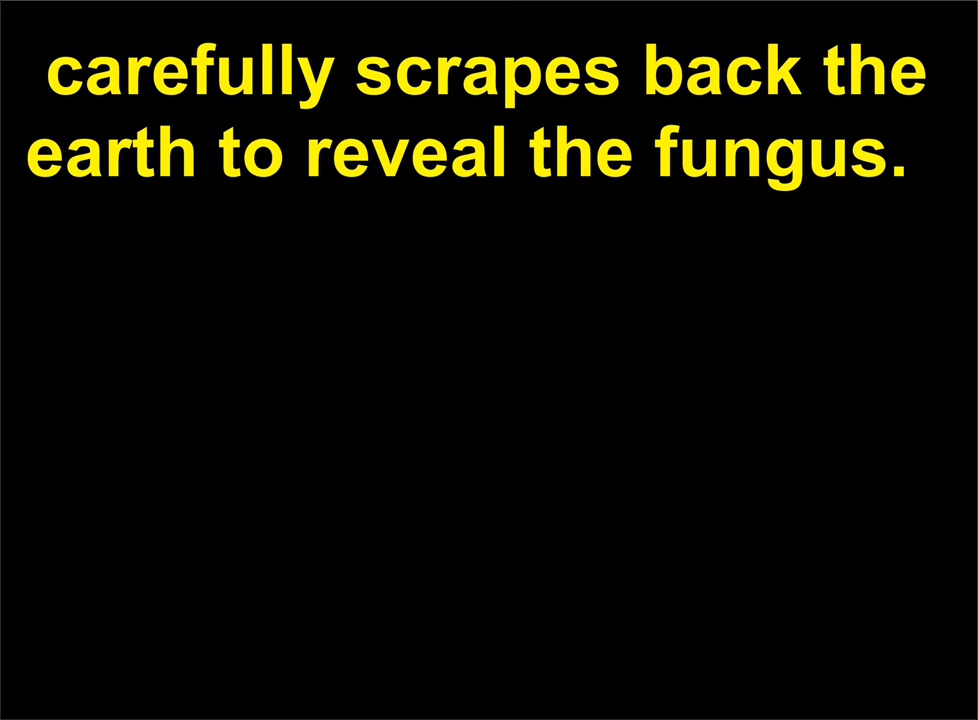 carefully scrapes back the
earth to reveal the fungus.